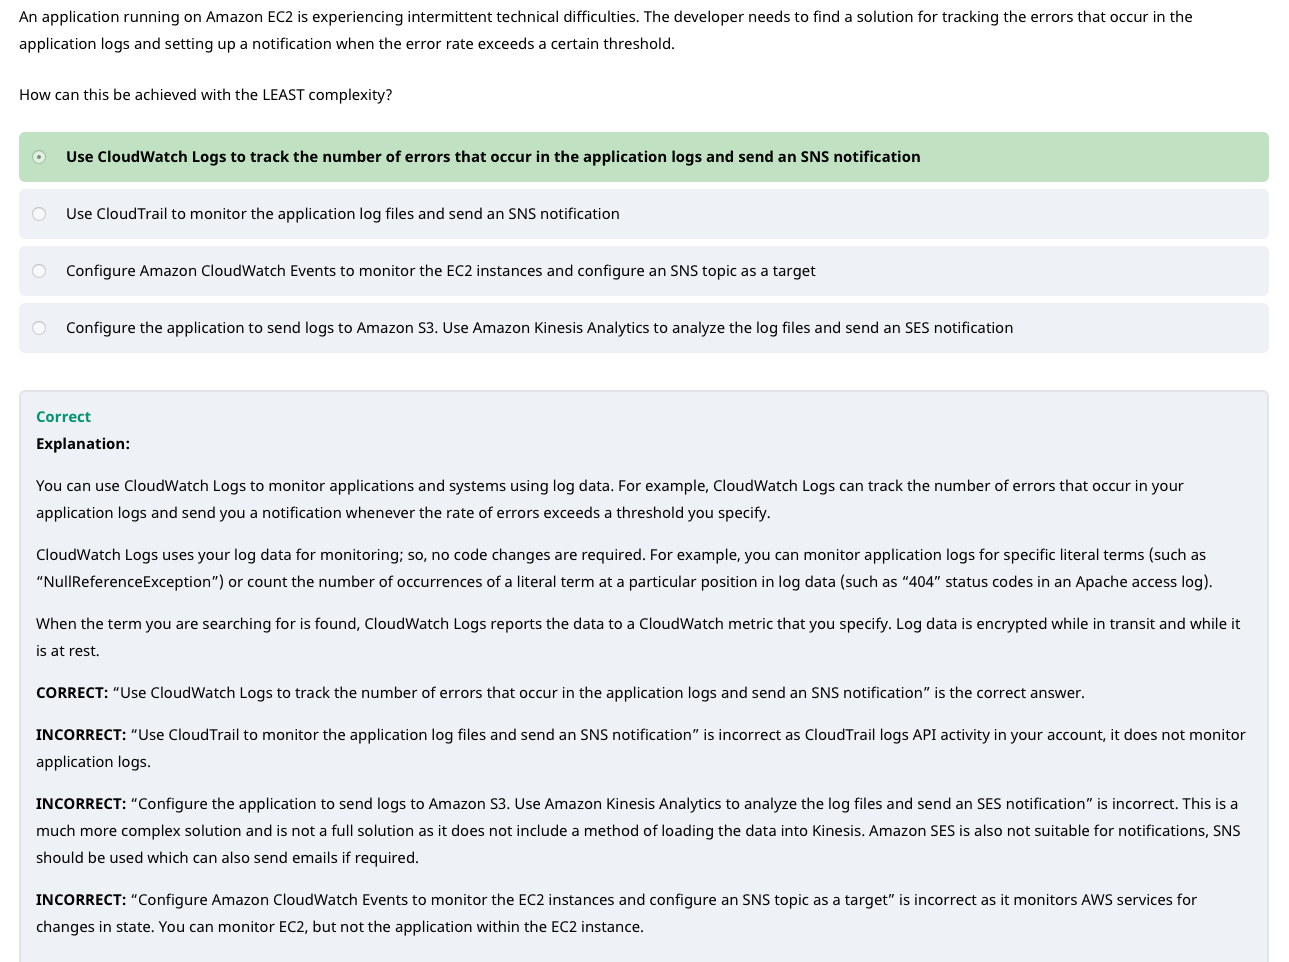 An application running on Amazon EC2 is experiencing intermittent technical difficulties. The developer needs to find a solution for tracking the errors that occur in the
application logs and setting up a notification when the error rate exceeds a certain threshold.
How can this be achieved with the LEAST complexity?
Use CloudWatch Logs to track the number of errors that occur in the application logs and send an SNS notification
Use CloudTrail to monitor the application log files and send an SNS notification
Configure Amazon CloudWatch Events to monitor the EC2 instances and configure an SNS topic as a target
Configure the application to send logs to Amazon S3. Use Amazon Kinesis Analytics to analyze the log files and send an SES notification
Correct
Explanation:
You can use CloudWatch Logs to monitor applications and systems using log data. For example, CloudWatch Logs can track the number of errors that occur in your
application logs and send you a notification whenever the rate of errors exceeds a threshold you specify.
CloudWatch Logs uses your log data for monitoring; so, no code changes are required. For example, you can monitor application logs for specific literal terms (such as
“NullReferenceException”) or count the number of occurrences of a literal term at a particular position in log data (such as “404” status codes in an Apache access log).
When the term you are searching for is found, CloudWatch Logs reports the data to a CloudWatch metric that you specify. Log data is encrypted while in transit and while it
is at rest.
CORRECT: “Use CloudWatch Logs to track the number of errors that occur in the application logs and send an SNS notification” is the correct answer.
INCORRECT: “Use CloudTrail to monitor the application log files and send an SNS notification” is incorrect as CloudTrail logs API activity in your account, it does not monitor
application logs.
INCORRECT: “Configure the application to send logs to Amazon S3. Use Amazon Kinesis Analytics to analyze the log files and send an SES notification” is incorrect. This is a
much more complex solution and is not a full solution as it does not include a method of loading the data into Kinesis. Amazon SES is also not suitable for notifications, SNS
should be used which can also send emails if required.
INCORRECT: “Configure Amazon CloudWatch Events to monitor the EC2 instances and configure an SNS topic as a target” is incorrect as it monitors AWS services for
changes in state. You can monitor EC2, but not the application within the EC2 instance.